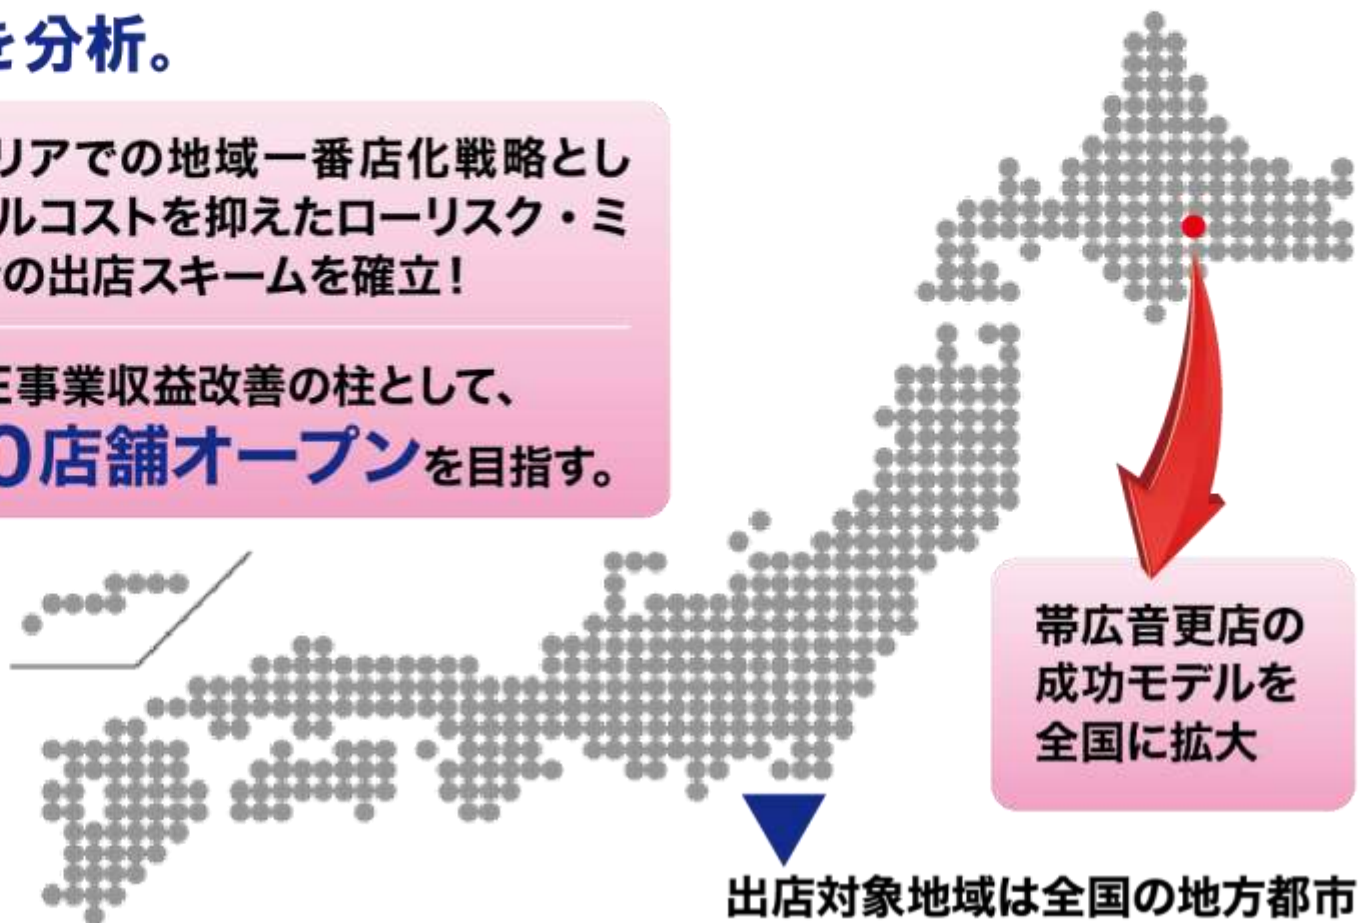 を分析。
リアでの地域一番店化戦略とし
ルコストを抑えたローリスク・ミ
の出店スキームを確立！
事業収益改善の柱として、
0店舗オープンを目指す。
帯広音更店の
成功モデルを
全国に拡大
出店対象地域は全国の地方都市